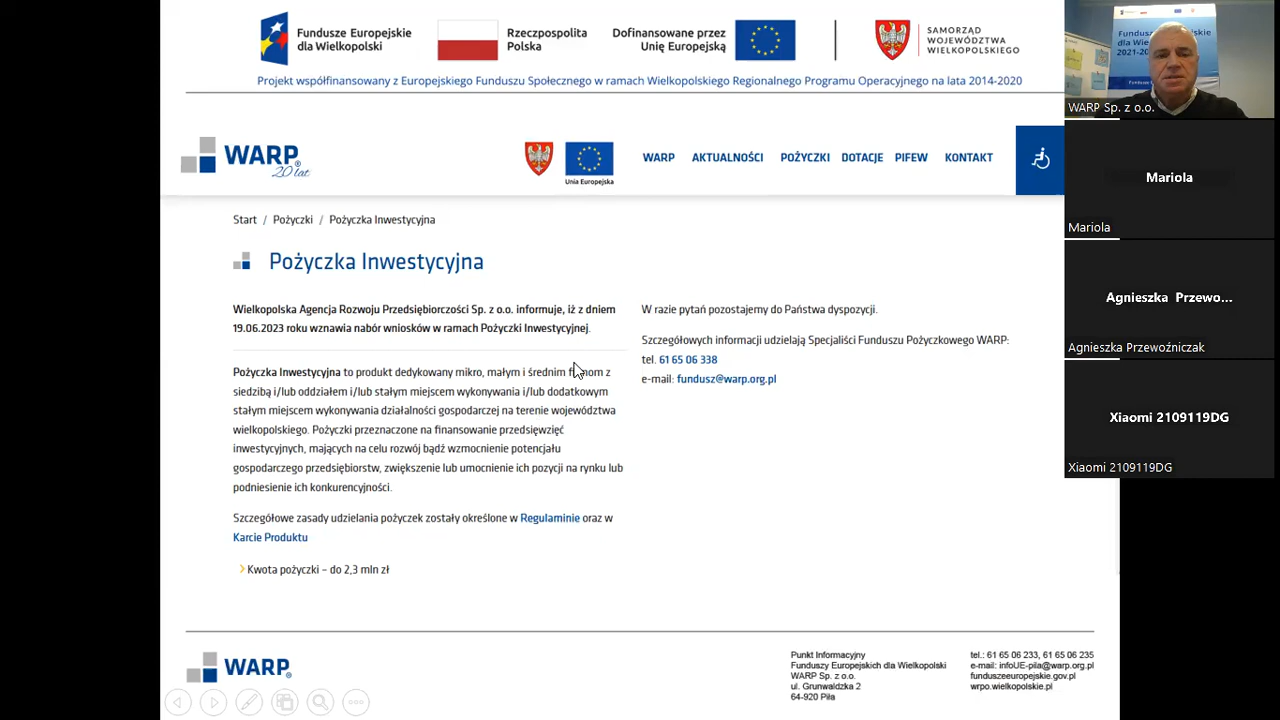 Fundusze Europejskie
dla Wielkopolski
Rzeczpospolita
Polska
Dofinansowane przez
Unię Europejską
SAMORZĄD
WOJEWÓDZTWA
WIELKOPOLSKIEGO
Projekt współfinansowany z Europejskiego Funduszu Społecznego w ramach Wielkopolskiego Regionalnego Programu Operacyjnego na lata 2014-2020
WARP
20 lat
Unia Europejska
WARP AKTUALNOŚCI POŻYCZKI DOTACJE PIFEW KONTAKT
Start / Pożyczki / Pożyczka Inwestycyjna
Pożyczka Inwestycyjna
Wielkopolska Agencja Rozwoju Przedsiębiorczości Sp. z o.o. informuje, iż z dniem
19.06.2023 roku wznawia nabór wniosków w ramach Pożyczki Inwestycyjnej.
Pożyczka Inwestycyjna to produkt dedykowany mikro, małym i średnim firmom z
siedzibą i/lub oddziałem i/lub stałym miejscem wykonywania i/lub dodatkowym
stałym miejscem wykonywania działalności gospodarczej na terenie województwa
wielkopolskiego. Pożyczki przeznaczone na finansowanie przedsięwzięć
inwestycyjnych, mających na celu rozwój bądź wzmocnienie potencjału
gospodarczego przedsiębiorstw, zwiększenie lub umocnienie ich pozycji na rynku lub
podniesienie ich konkurencyjności.
Szczegółowe zasady udzielania pożyczek zostały określone w Regulaminie oraz w
Karcie Produktu
Kwota pożyczki – do 2,3 mln zł
W razie pytań pozostajemy do Państwa dyspozycji.
Szczegółowych informacji udzielają Specjaliści Funduszu Pożyczkowego WARP:
tel. 61 65 06 338
e-mail: fundusz@warp.org.pl
WARP
Punkt Informacyjny
Funduszy Europejskich dla Wielkopolski
WARP Sp. z o.o.
ul. Grunwaldzka 2
64-920 Piła
tel.: 61 65 06 233, 61 65 06 235
e-mail: infoUE-pila@warp.org.pl
funduszeeuropejskie.gov.pl
wrpo.wielkopolskie.pl
WARP Sp. z o.o.
Mariola
Mariola
Agnieszka Przewo...
Agnieszka Przewoźniczak
Xiaomi 2109119DG
Xiaomi 2109119DG